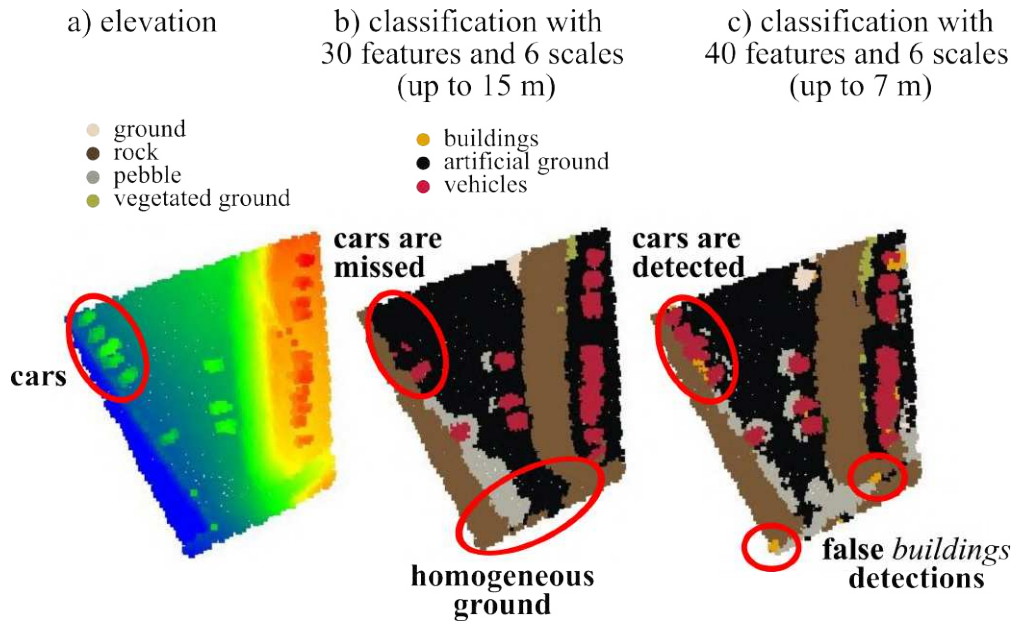 a) elevation
b) classification with
30 features and 6 scales
(up to 15 m)
c) classification with
40 features and 6 scales
(up to 7 m)
ground
rock
pebble
vegetated ground
buildings
artificial ground
vehicles
cars are
missed
cars are
detected
cars
homogeneous
ground
false buildings
detections